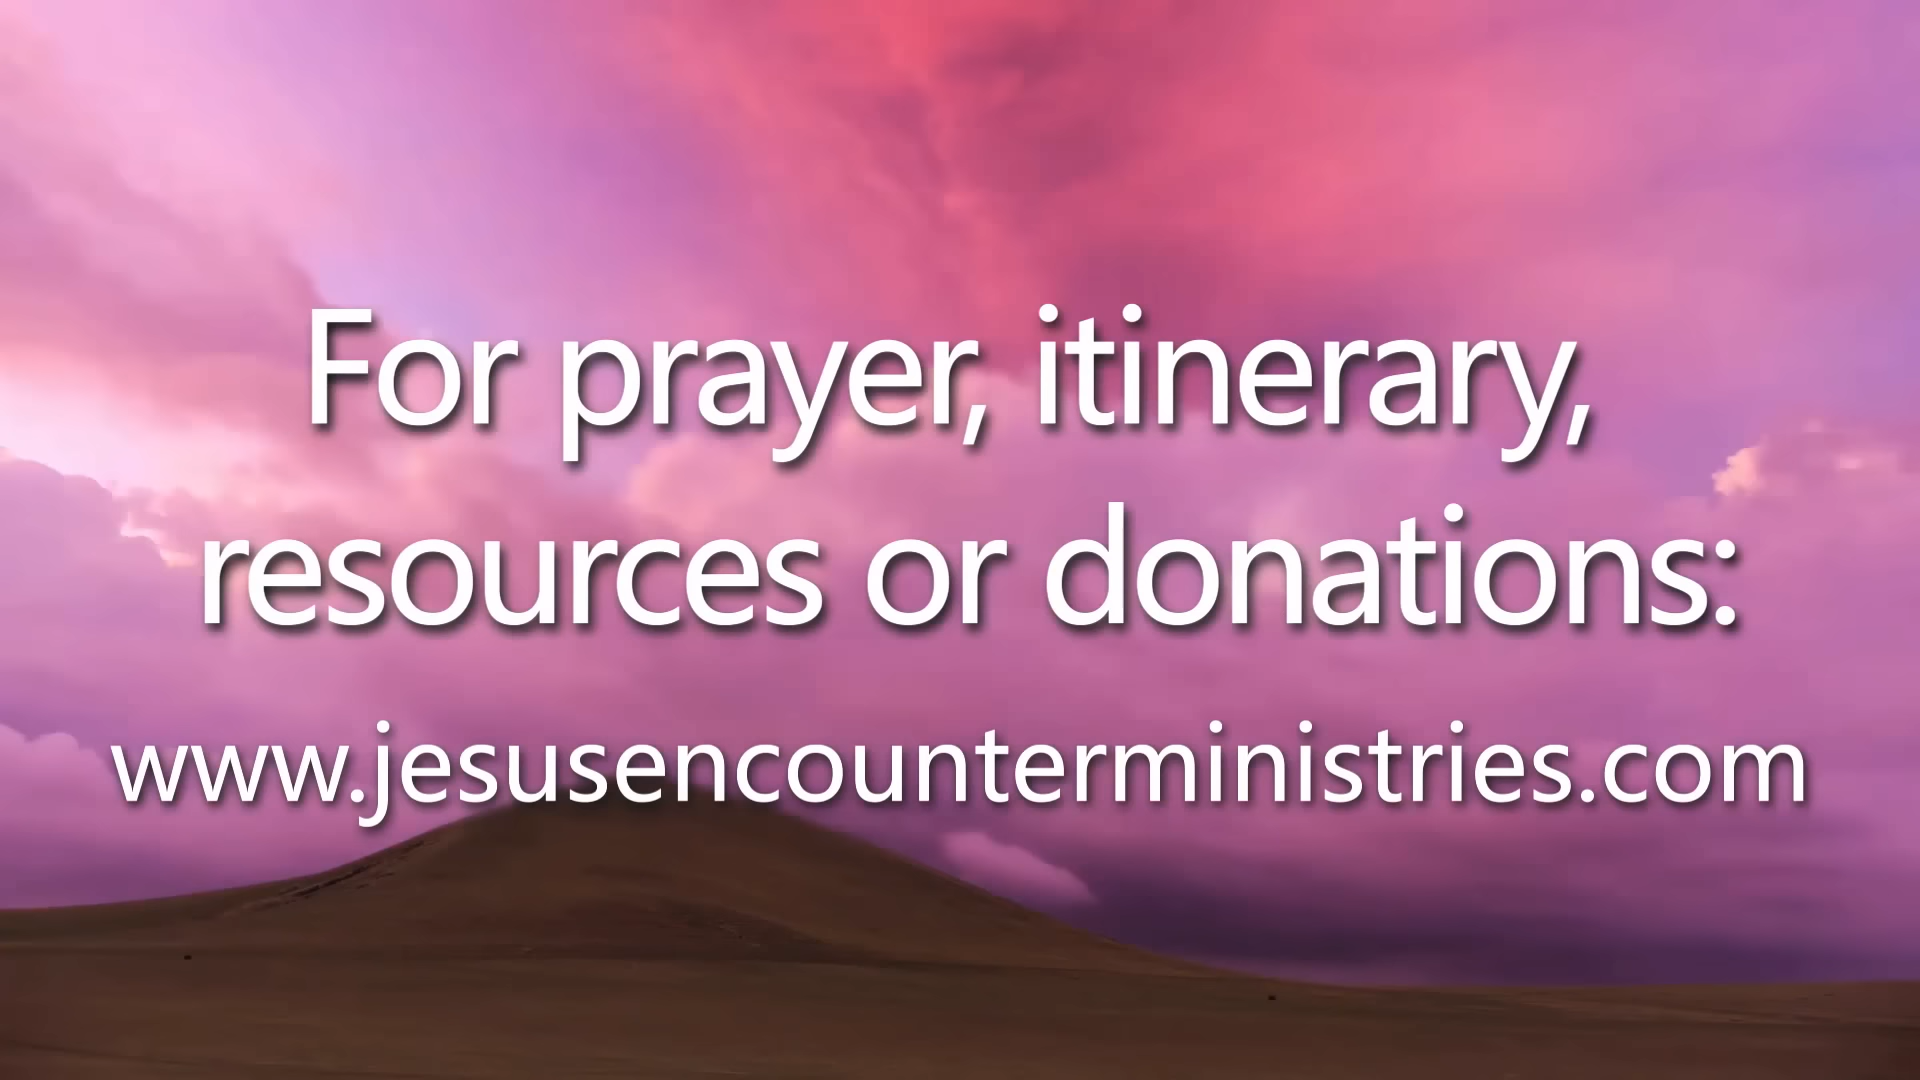 For prayer, itinerary,
resources or donations:
www.jesusencounterministries.com